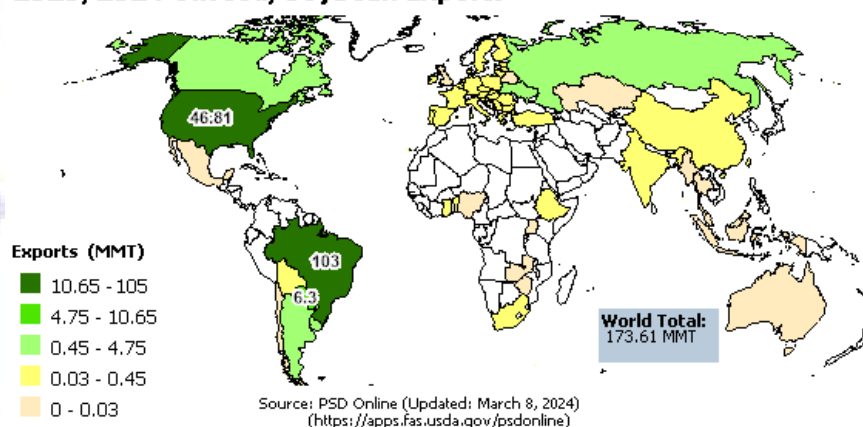 46.81
103
6.3
Exports (MMT)
10.65 - 105
4.75 - 10.65
0.45 - 4.75
0.03 - 0.45
0 - 0.03
World Total:
173.61 MMT
Source: PSD Online (Updated: March 8, 2024)
(https://apps.fas.usda.gov/psdonline)